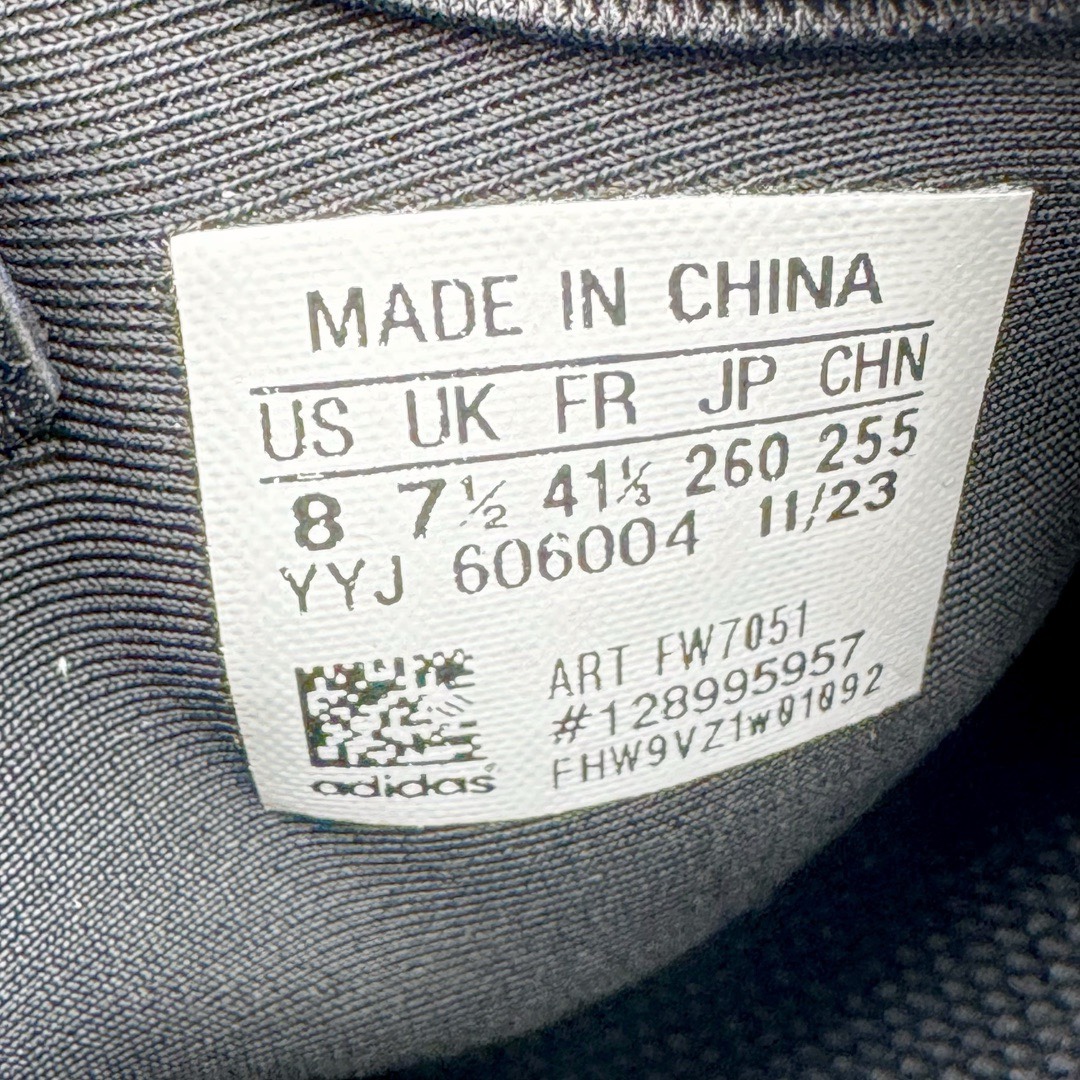 MADE IN CHINA
US UK FR JP CHN
8 7½ 41⅓ 260 255
YYJ 606004 11/23
ART FW7051
#128995957
FHW9VZ1w01092
adidas